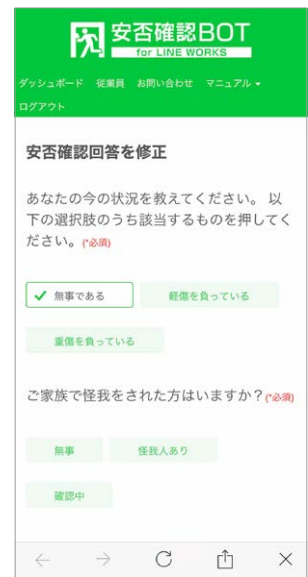 安否確認BOT
for LINE WORKS
ダッシュボード 従業員 お問い合わせ マニュアル
ログアウト
安否確認回答を修正
あなたの今の状況を教えてください。 以
下の選択肢のうち該当するものを押してく
ださい。(*必須)
無事である 軽傷を負っている
重傷を負っている
ご家族で怪我をされた方はいますか?(*必須)
無事 怪我人あり
確認中